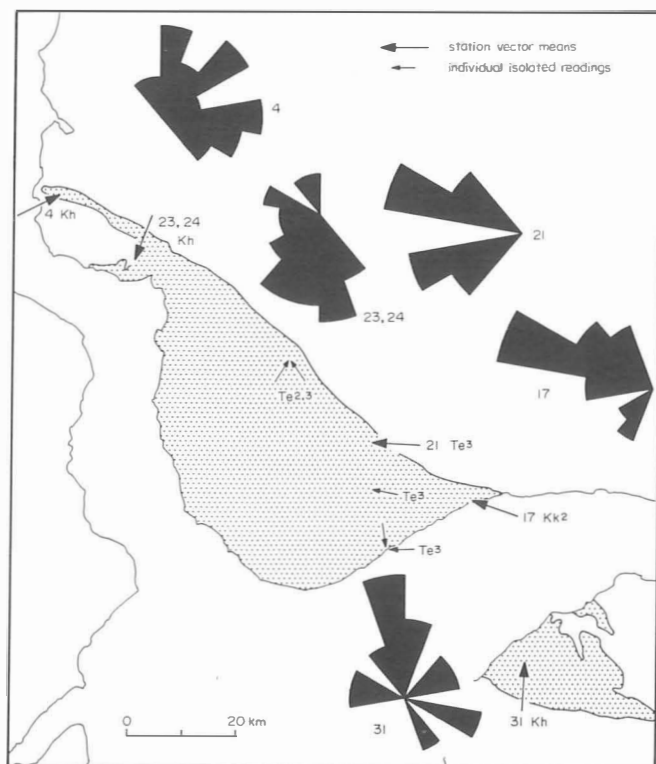 station vector means
individual isolated readings
4
4 Kh
23, 24
Kh
21
23, 24
17
Te2,3
21 Te3
Te3
17 Kk2
Te3
31
31 Kh
0 20 km